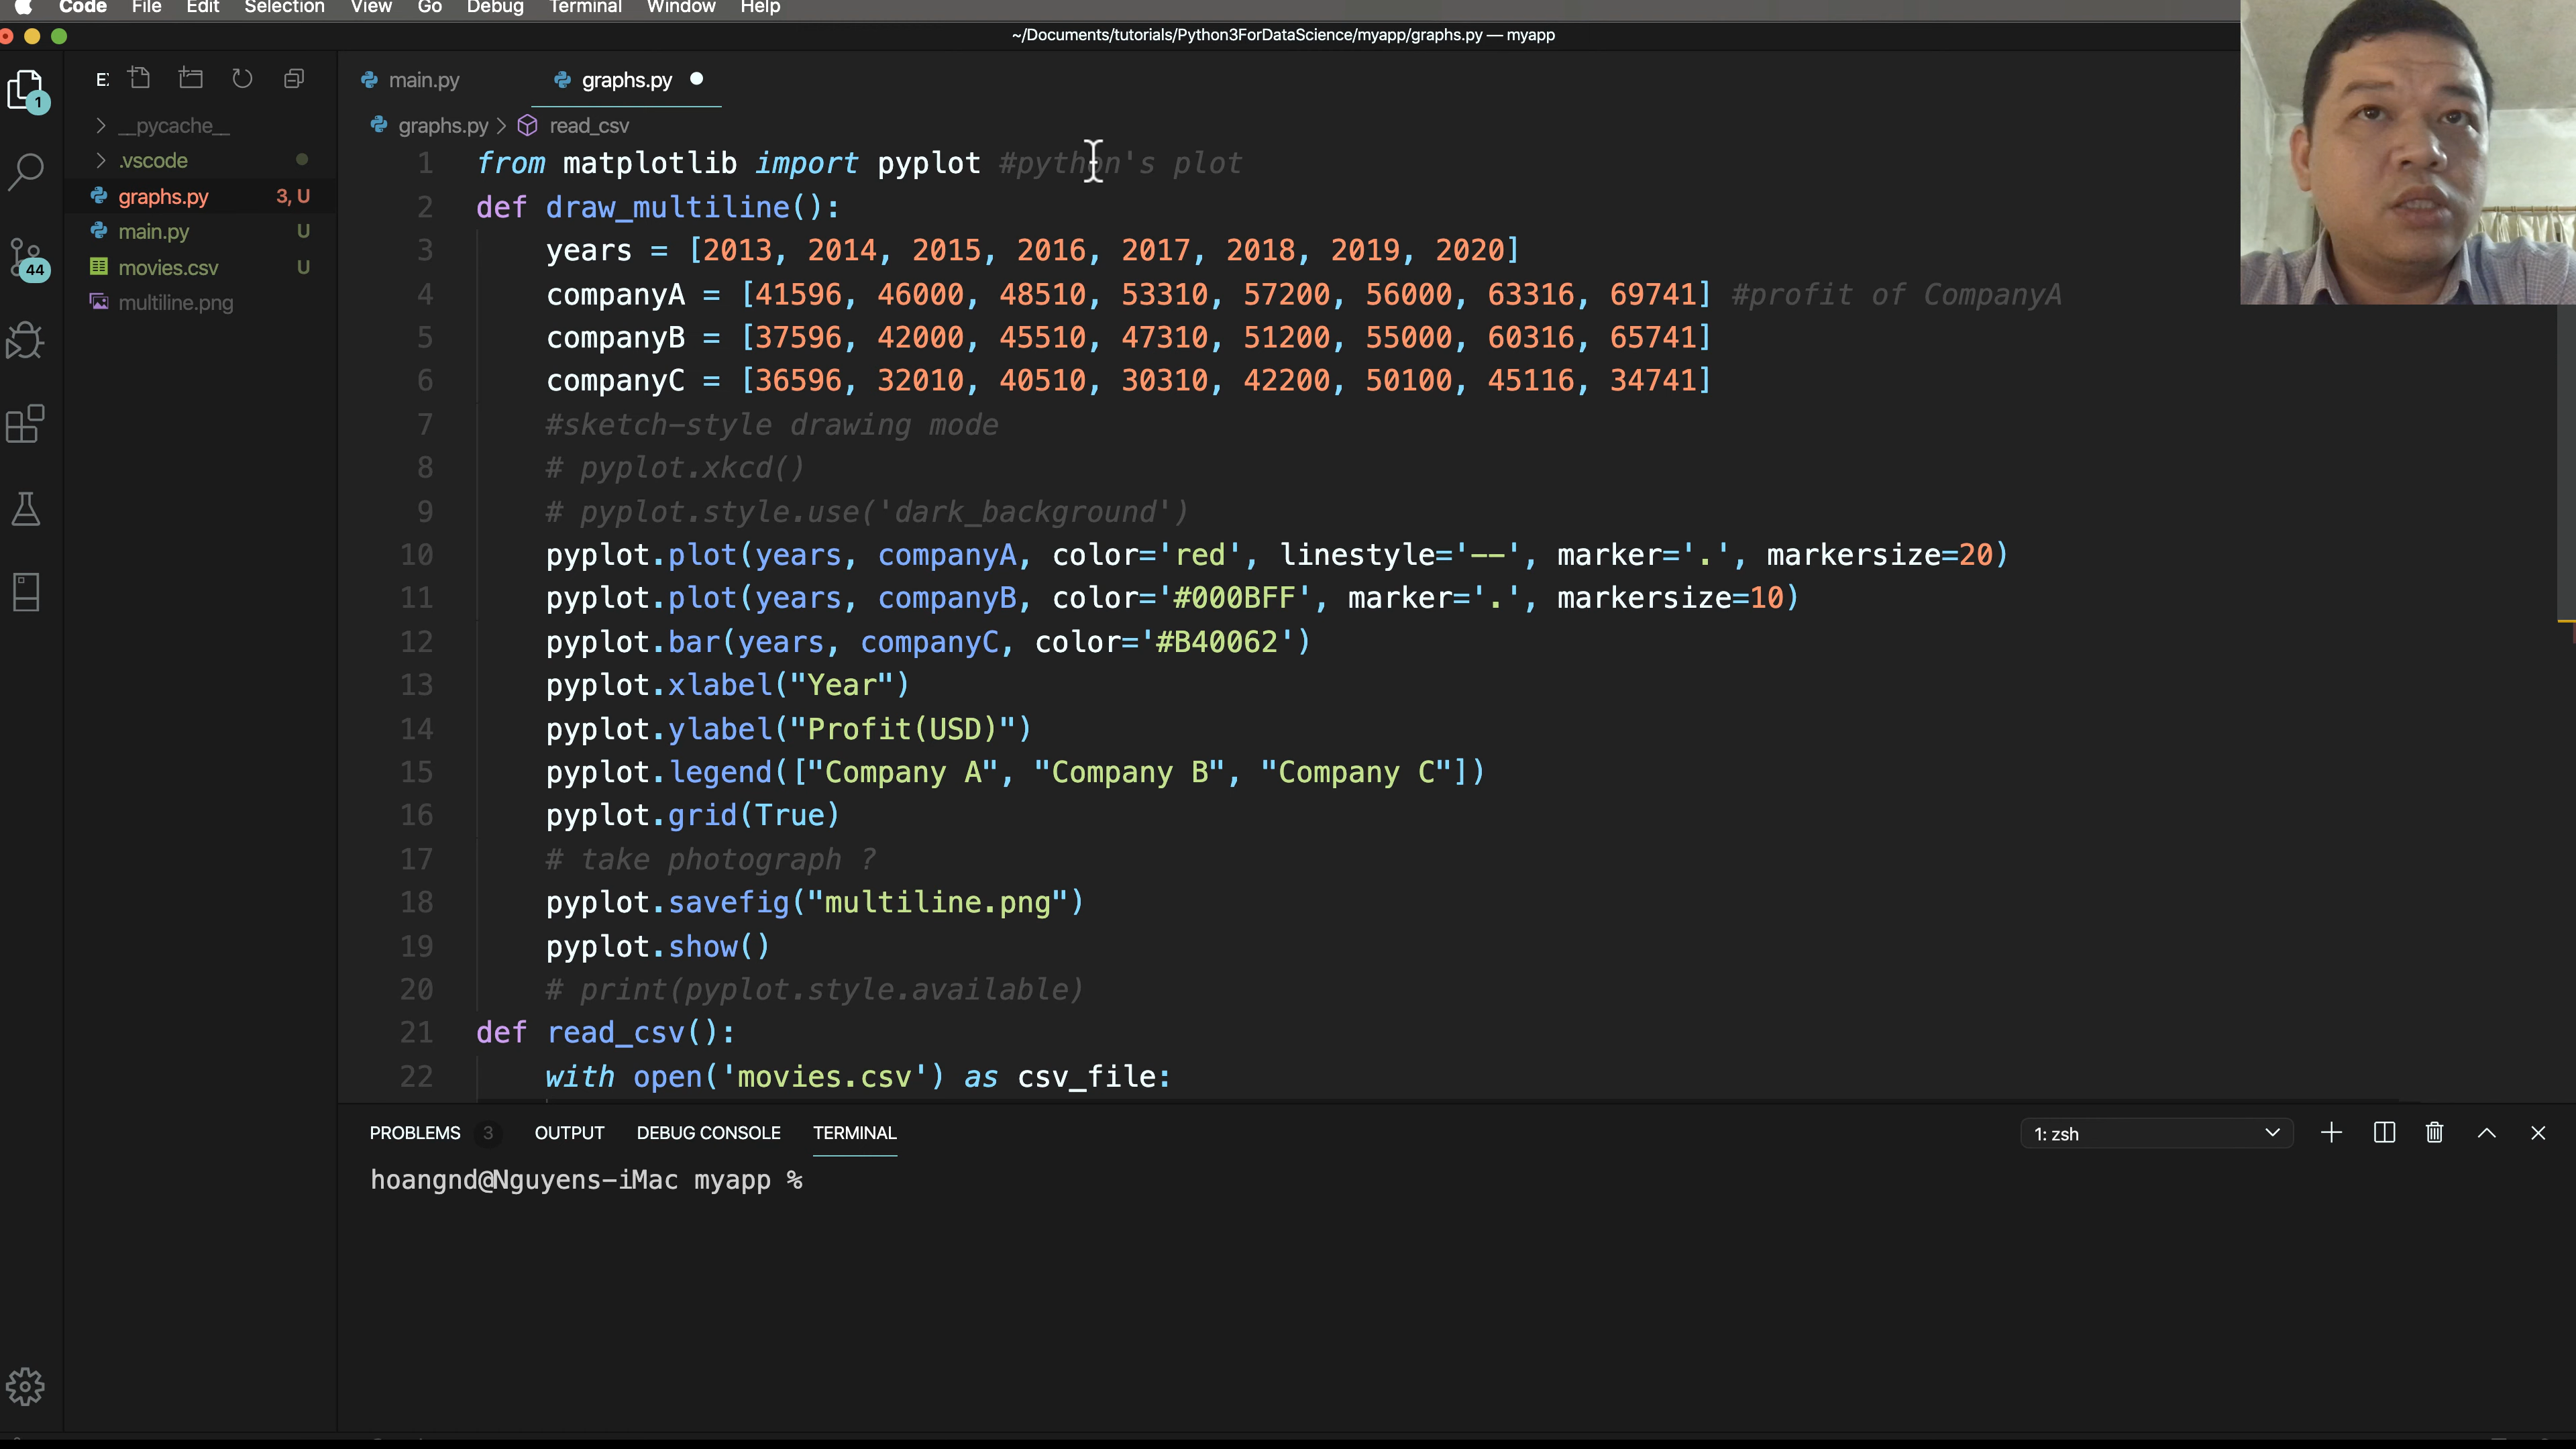 Code File Edit Selection View Go Debug Terminal Window Help
~/Documents/tutorials/Python3ForDataScience/myapp/graphs.py — myapp
main.py
graphs.py
graphs.py > read_csv
1
__pycache__
.vscode
graphs.py 3, U
main.py U
movies.csv U
multiline.png
44
1 from matplotlib import pyplot #python's plot
2 def draw_multiline():
3 years = [2013, 2014, 2015, 2016, 2017, 2018, 2019, 2020]
4 companyA = [41596, 46000, 48510, 53310, 57200, 56000, 63316, 69741] #profit of CompanyA
5 companyB = [37596, 42000, 45510, 47310, 51200, 55000, 60316, 65741]
6 companyC = [36596, 32010, 40510, 30310, 42200, 50100, 45116, 34741]
7 #sketch-style drawing mode
8 # pyplot.xkcd()
9 # pyplot.style.use('dark_background')
10 pyplot.plot(years, companyA, color='red', linestyle='--', marker='.', markersize=20)
11 pyplot.plot(years, companyB, color='#000BFF', marker='.', markersize=10)
12 pyplot.bar(years, companyC, color='#B40062')
13 pyplot.xlabel("Year")
14 pyplot.ylabel("Profit(USD)")
15 pyplot.legend(["Company A", "Company B", "Company C"])
16 pyplot.grid(True)
17 # take photograph ?
18 pyplot.savefig("multiline.png")
19 pyplot.show()
20 # print(pyplot.style.available)
21 def read_csv():
22 with open('movies.csv') as csv_file:
PROBLEMS 3 OUTPUT DEBUG CONSOLE TERMINAL 1: zsh
hoangnd@Nguyens-iMac myapp %